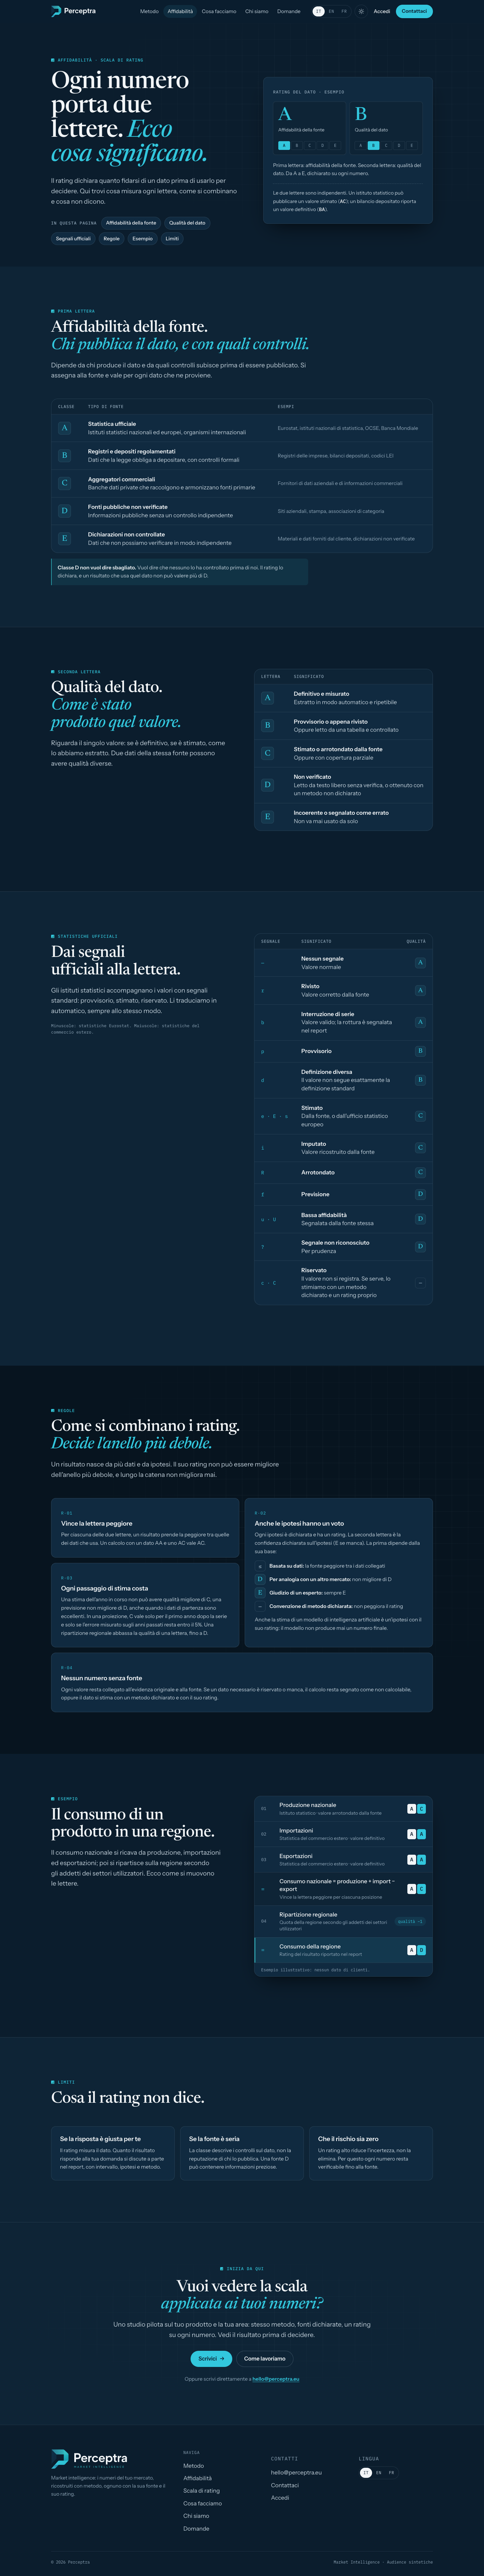 Perceptra
Metodo
Affidabilità
Cosa facciamo
Chi siamo
Domande
IT EN FR
Accedi
Contattaci
AFFIDABILITÀ · SCALA DI RATING
Ogni numero
porta due
lettere. Ecco
cosa significano.
Il rating dichiara quanto fidarsi di un dato prima di usarlo per
decidere. Qui trovi cosa misura ogni lettera, come si combinano
e cosa non dicono.
IN QUESTA PAGINA
Affidabilità della fonte
Qualità del dato
Segnali ufficiali
Regole
Esempio
Limiti
RATING DEL DATO · ESEMPIO
A
Affidabilità della fonte
A B C D E
B
Qualità del dato
A B C D E
Prima lettera: affidabilità della fonte. Seconda lettera: qualità del
dato. Da A a E, dichiarato su ogni numero.
Le due lettere sono indipendenti. Un istituto statistico può
pubblicare un valore stimato (AC); un bilancio depositato riporta
un valore definitivo (BA).
PRIMA LETTERA
Affidabilità della fonte.
Chi pubblica il dato, e con quali controlli.
Dipende da chi produce il dato e da quali controlli subisce prima di essere pubblicato. Si
assegna alla fonte e vale per ogni dato che ne proviene.
CLASSE TIPO DI FONTE ESEMPI
A
Statistica ufficiale
Istituti statistici nazionali ed europei, organismi internazionali
Eurostat, istituti nazionali di statistica, OCSE, Banca Mondiale
B
Registri e depositi regolamentati
Dati che la legge obbliga a depositare, con controlli formali
Registri delle imprese, bilanci depositati, codici LEI
C
Aggregatori commerciali
Banche dati private che raccolgono e armonizzano fonti primarie
Fornitori di dati aziendali e di informazioni commerciali
D
Fonti pubbliche non verificate
Informazioni pubbliche senza un controllo indipendente
Siti aziendali, stampa, associazioni di categoria
E
Dichiarazioni non controllate
Dati che non possiamo verificare in modo indipendente
Materiali e dati forniti dal cliente, dichiarazioni non verificate
Classe D non vuol dire sbagliato. Vuol dire che nessuno lo ha controllato prima di noi. Il rating lo
dichiara, e un risultato che usa quel dato non può valere più di D.
SECONDA LETTERA
Qualità del dato.
Come è stato
prodotto quel valore.
Riguarda il singolo valore: se è definitivo, se è stimato, come
lo abbiamo estratto. Due dati della stessa fonte possono
avere qualità diverse.
LETTERA SIGNIFICATO
A
Definitivo e misurato
Estratto in modo automatico e ripetibile
B
Provvisorio o appena rivisto
Oppure letto da una tabella e controllato
C
Stimato o arrotondato dalla fonte
Oppure con copertura parziale
D
Non verificato
Letto da testo libero senza verifica, o ottenuto con
un metodo non dichiarato
E
Incoerente o segnalato come errato
Non va mai usato da solo
STATISTICHE UFFICIALI
Dai segnali
ufficiali alla lettera.
Gli istituti statistici accompagnano i valori con segnali
standard: provvisorio, stimato, riservato. Li traduciamo in
automatico, sempre allo stesso modo.
Minuscole: statistiche Eurostat. Maiuscole: statistiche del
commercio estero.
SEGNALE SIGNIFICATO QUALITÀ
—
Nessun segnale
Valore normale
A
r
Rivisto
Valore corretto dalla fonte
A
b
Interruzione di serie
Valore valido; la rottura è segnalata
nel report
A
p
Provvisorio
B
d
Definizione diversa
Il valore non segue esattamente la
definizione standard
B
Stimato
Dalla fonte, o dall'ufficio statistico
europeo
C
Imputato
Valore ricostruito dalla fonte
C
Arrotondato
C
f
Previsione
D
u · U
Bassa affidabilità
Segnalata dalla fonte stessa
D
?
Segnale non riconosciuto
Per prudenza
D
c · C
Riservato
Il valore non si registra. Se serve, lo
stimiamo con un metodo
dichiarato e un rating proprio
—
REGOLE
Come si combinano i rating.
Decide l'anello più debole.
Un risultato nasce da più dati e da ipotesi. Il suo rating non può essere migliore
dell'anello più debole, e lungo la catena non migliora mai.
R-01
Vince la lettera peggiore
Per ciascuna delle due lettere, un risultato prende la peggiore tra quelle
dei dati che usa. Un calcolo con un dato AA e uno AC vale AC.
R-02
Anche le ipotesi hanno un voto
Ogni ipotesi è dichiarata e ha un rating. La seconda lettera è la
confidenza dichiarata sull'ipotesi (E se manca). La prima dipende dalla
sua base:
Basata su dati: la fonte peggiore tra i dati collegati
D
Per analogia con un altro mercato: non migliore di D
E
Giudizio di un esperto: sempre E
—
Convenzione di metodo dichiarata: non peggiora il rating
Anche la stima di un modello di intelligenza artificiale è un'ipotesi con il
suo rating: il modello non produce mai un numero finale.
R-03
Ogni passaggio di stima costa
Una stima dell'anno in corso non può avere qualità migliore di C, una
previsione non migliore di D, anche quando i dati di partenza sono
eccellenti. In una proiezione, C vale solo per il primo anno dopo la serie
e solo se l'errore misurato sugli anni passati resta entro il 5%. Una
ripartizione regionale abbassa la qualità di una lettera, fino a D.
R-04
Nessun numero senza fonte
Ogni valore resta collegato all'evidenza originale e alla fonte. Se un dato necessario è riservato o manca, il calcolo resta segnato come non calcolabile,
oppure il dato si stima con un metodo dichiarato e con il suo rating.
ESEMPIO
Il consumo di un
prodotto in una regione.
Il consumo nazionale si ricava da produzione, importazioni
ed esportazioni; poi si ripartisce sulla regione secondo
gli addetti dei settori utilizzatori. Ecco come si muovono
le lettere.
01
Produzione nazionale
Istituto statistico · valore arrotondato dalla fonte
A C
02
Importazioni
Statistica del commercio estero · valore definitivo
A A
03
Esportazioni
Statistica del commercio estero · valore definitivo
A A
=
Consumo nazionale = produzione + import −
export
Vince la lettera peggiore per ciascuna posizione
A C
04
Ripartizione regionale
Quota della regione secondo gli addetti dei settori
utilizzatori
qualità −1
=
Consumo della regione
Rating del risultato riportato nel report
A D
Esempio illustrativo: nessun dato di clienti.
LIMITI
Cosa il rating non dice.
Se la risposta è giusta per te
Il rating misura il dato. Quanto il risultato
risponde alla tua domanda si discute a parte
nel report, con intervallo, ipotesi e metodo.
Se la fonte è seria
La classe descrive i controlli sul dato, non la
reputazione di chi lo pubblica. Una fonte D
può contenere informazioni preziose.
Che il rischio sia zero
Un rating alto riduce l'incertezza, non la
elimina. Per questo ogni numero resta
verificabile fino alla fonte.
INIZIA DA QUI
Vuoi vedere la scala
applicata ai tuoi numeri?
Uno studio pilota sul tuo prodotto e la tua area: stesso metodo, fonti dichiarate, un rating
su ogni numero. Vedi il risultato prima di decidere.
Scrivici →
Come lavoriamo
Oppure scrivi direttamente a hello@perceptra.eu
Perceptra
MARKET INTELLIGENCE
Market intelligence: i numeri del tuo mercato,
ricostruiti con metodo, ognuno con la sua fonte e il
suo rating.
NAVIGA
Metodo
Affidabilità
Scala di rating
Cosa facciamo
Chi siamo
Domande
CONTATTI
hello@perceptra.eu
Contattaci
Accedi
LINGUA
IT EN FR
© 2026 Perceptra
Market Intelligence · Audience sintetiche